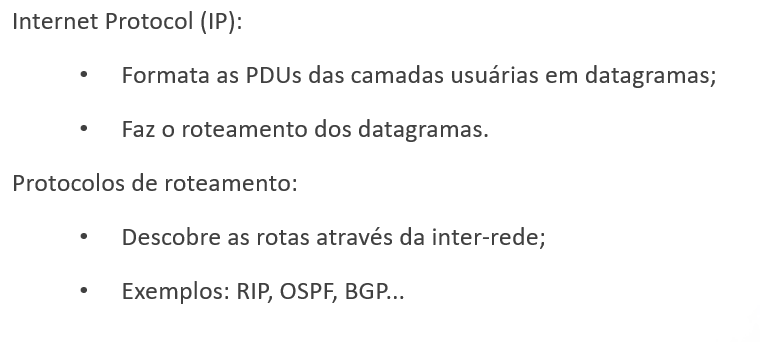 Internet Protocol (IP):
• Formata as PDUs das camadas usuárias em datagramas;
• Faz o roteamento dos datagramas.
Protocolos de roteamento:
• Descobre as rotas através da inter-rede;
• Exemplos: RIP, OSPF, BGP...